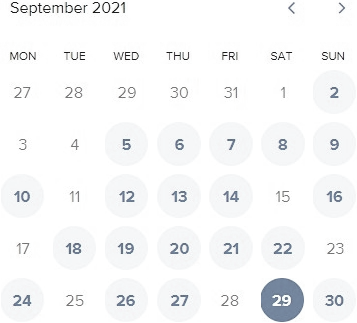 September 2021
MON TUE WED THU FRI SAT SUN
27 28 29 30 31 1 2
3 4 5 6 7 8 9
10 11 12 13 14 15 16
17 18 19 20 21 22 23
24 25 26 27 28 29 30